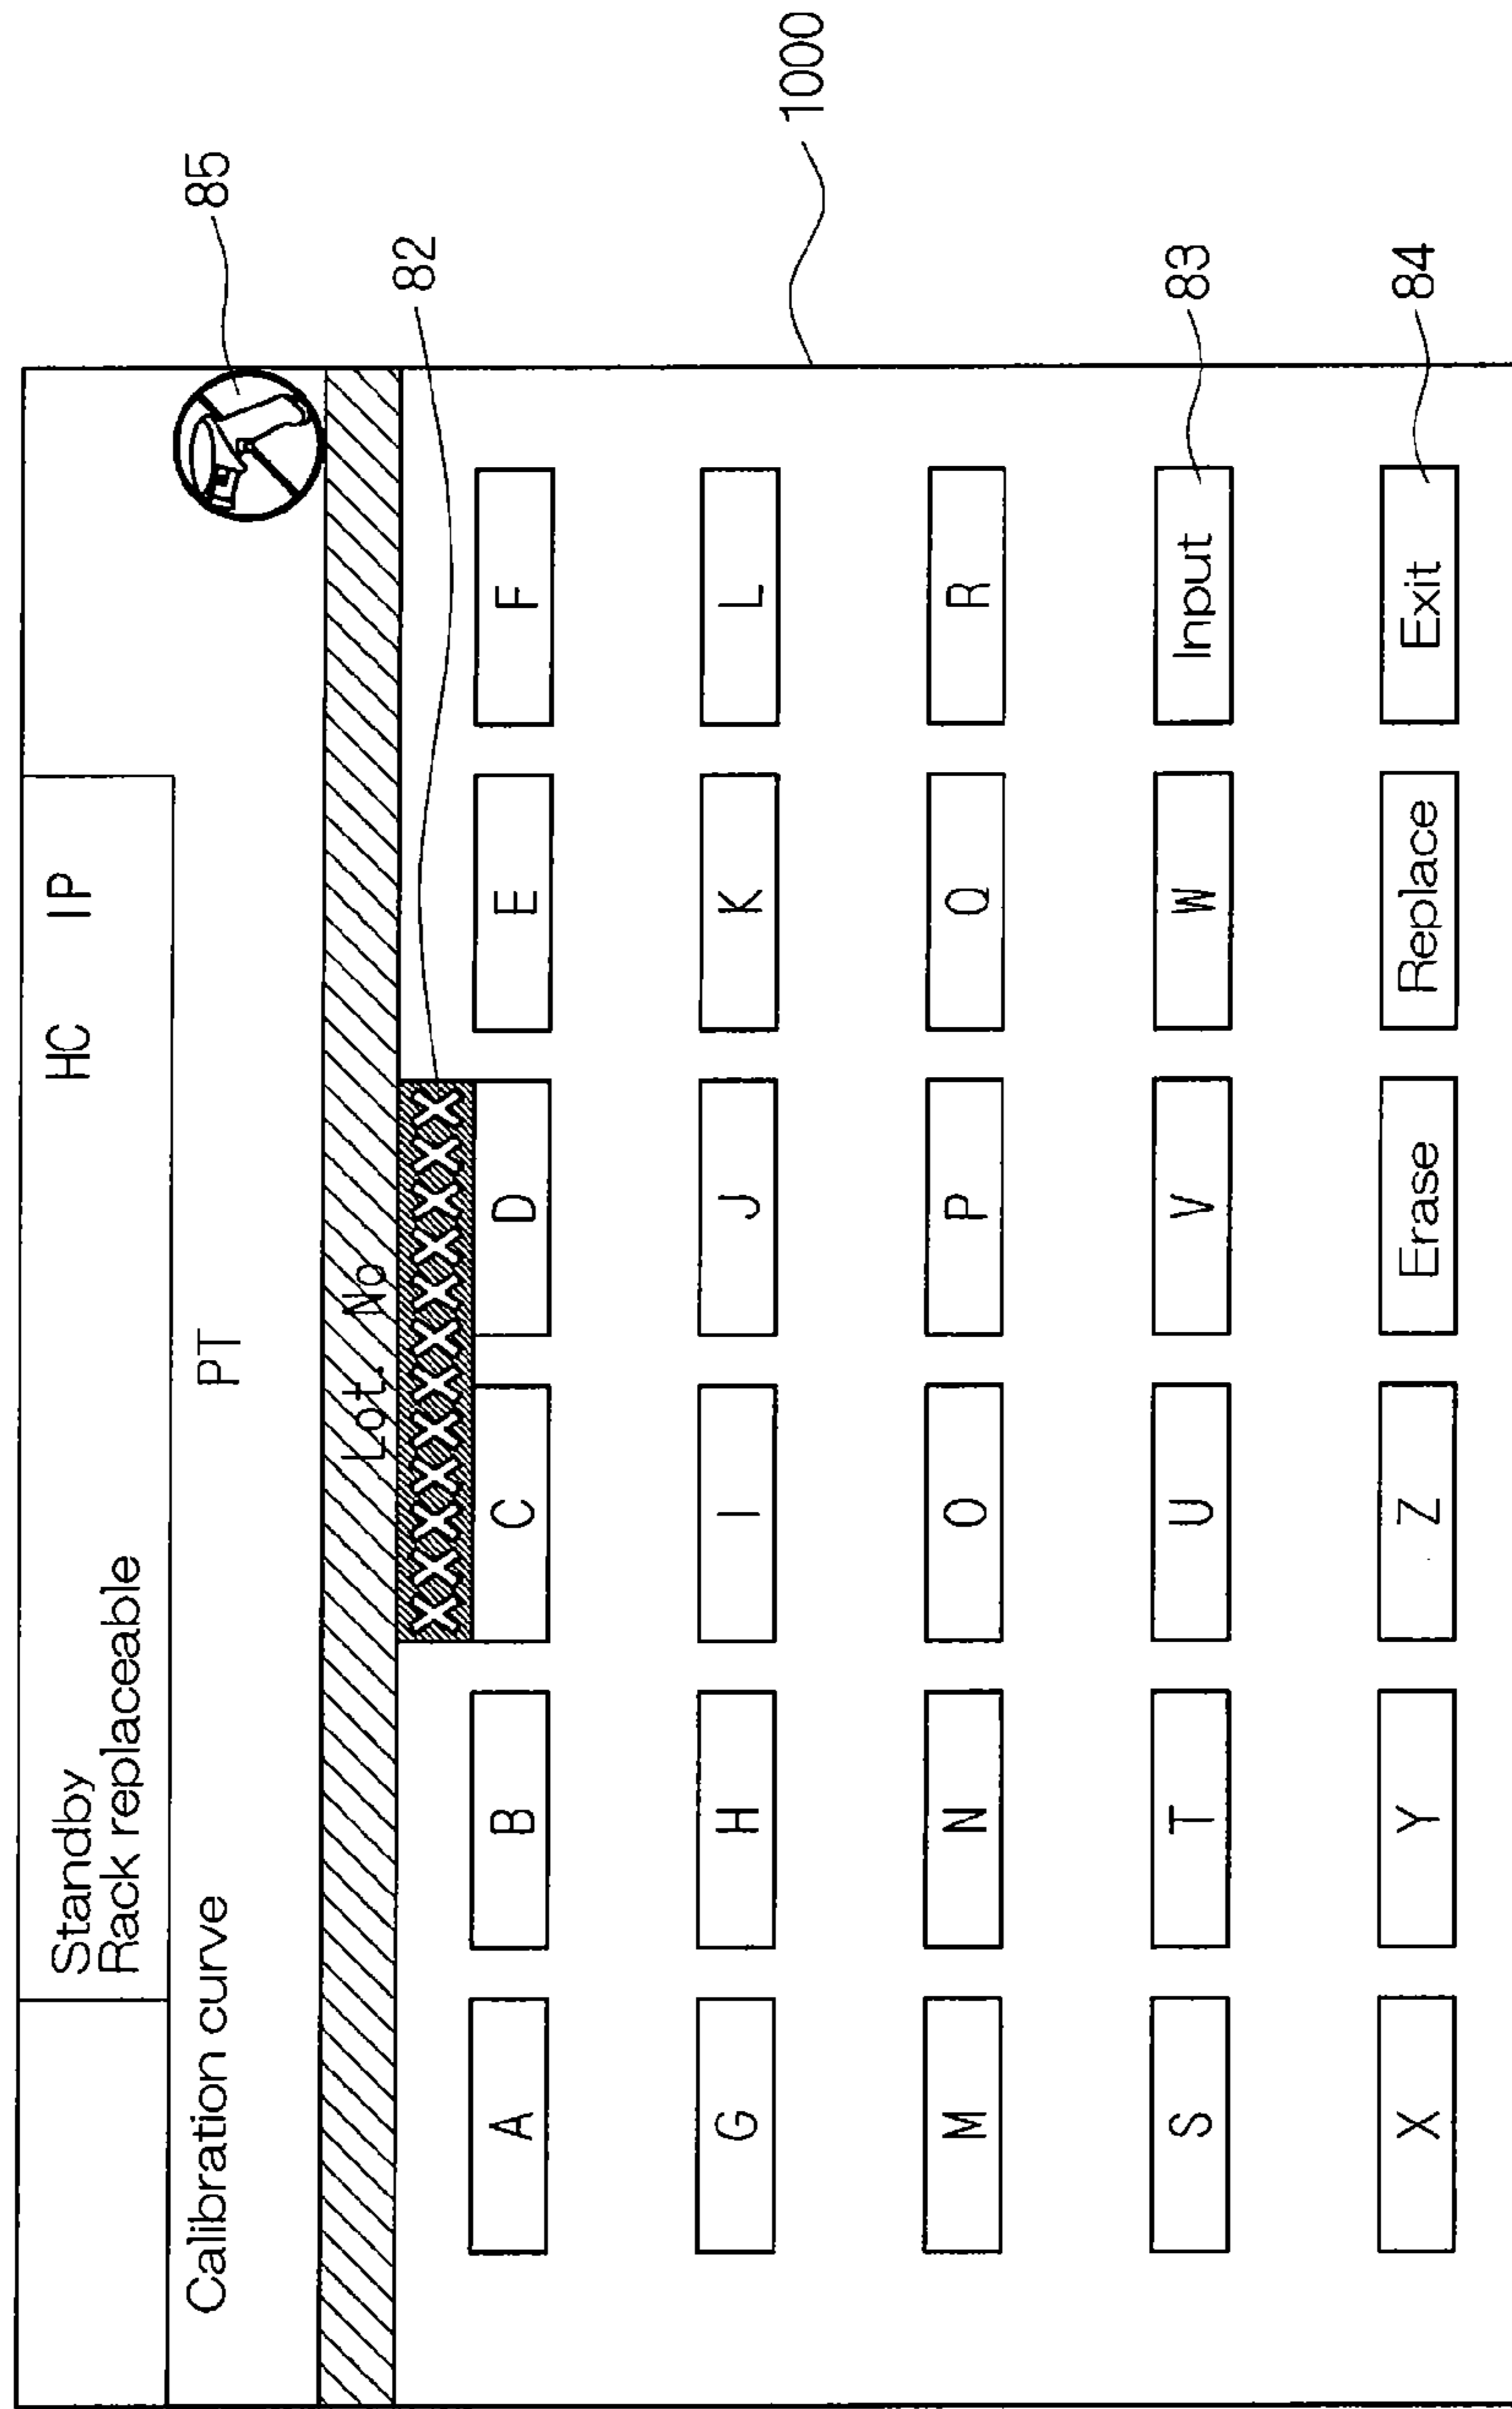 Standby HC IP
Rack replaceable
Calibration curve PT 85
Lot. No
XXXXXXXXXXXX 82
A B C D E F
G H I J K L
1000
M N O P Q R
S T U V W Input 83
X Y Z Erase Replace Exit 84